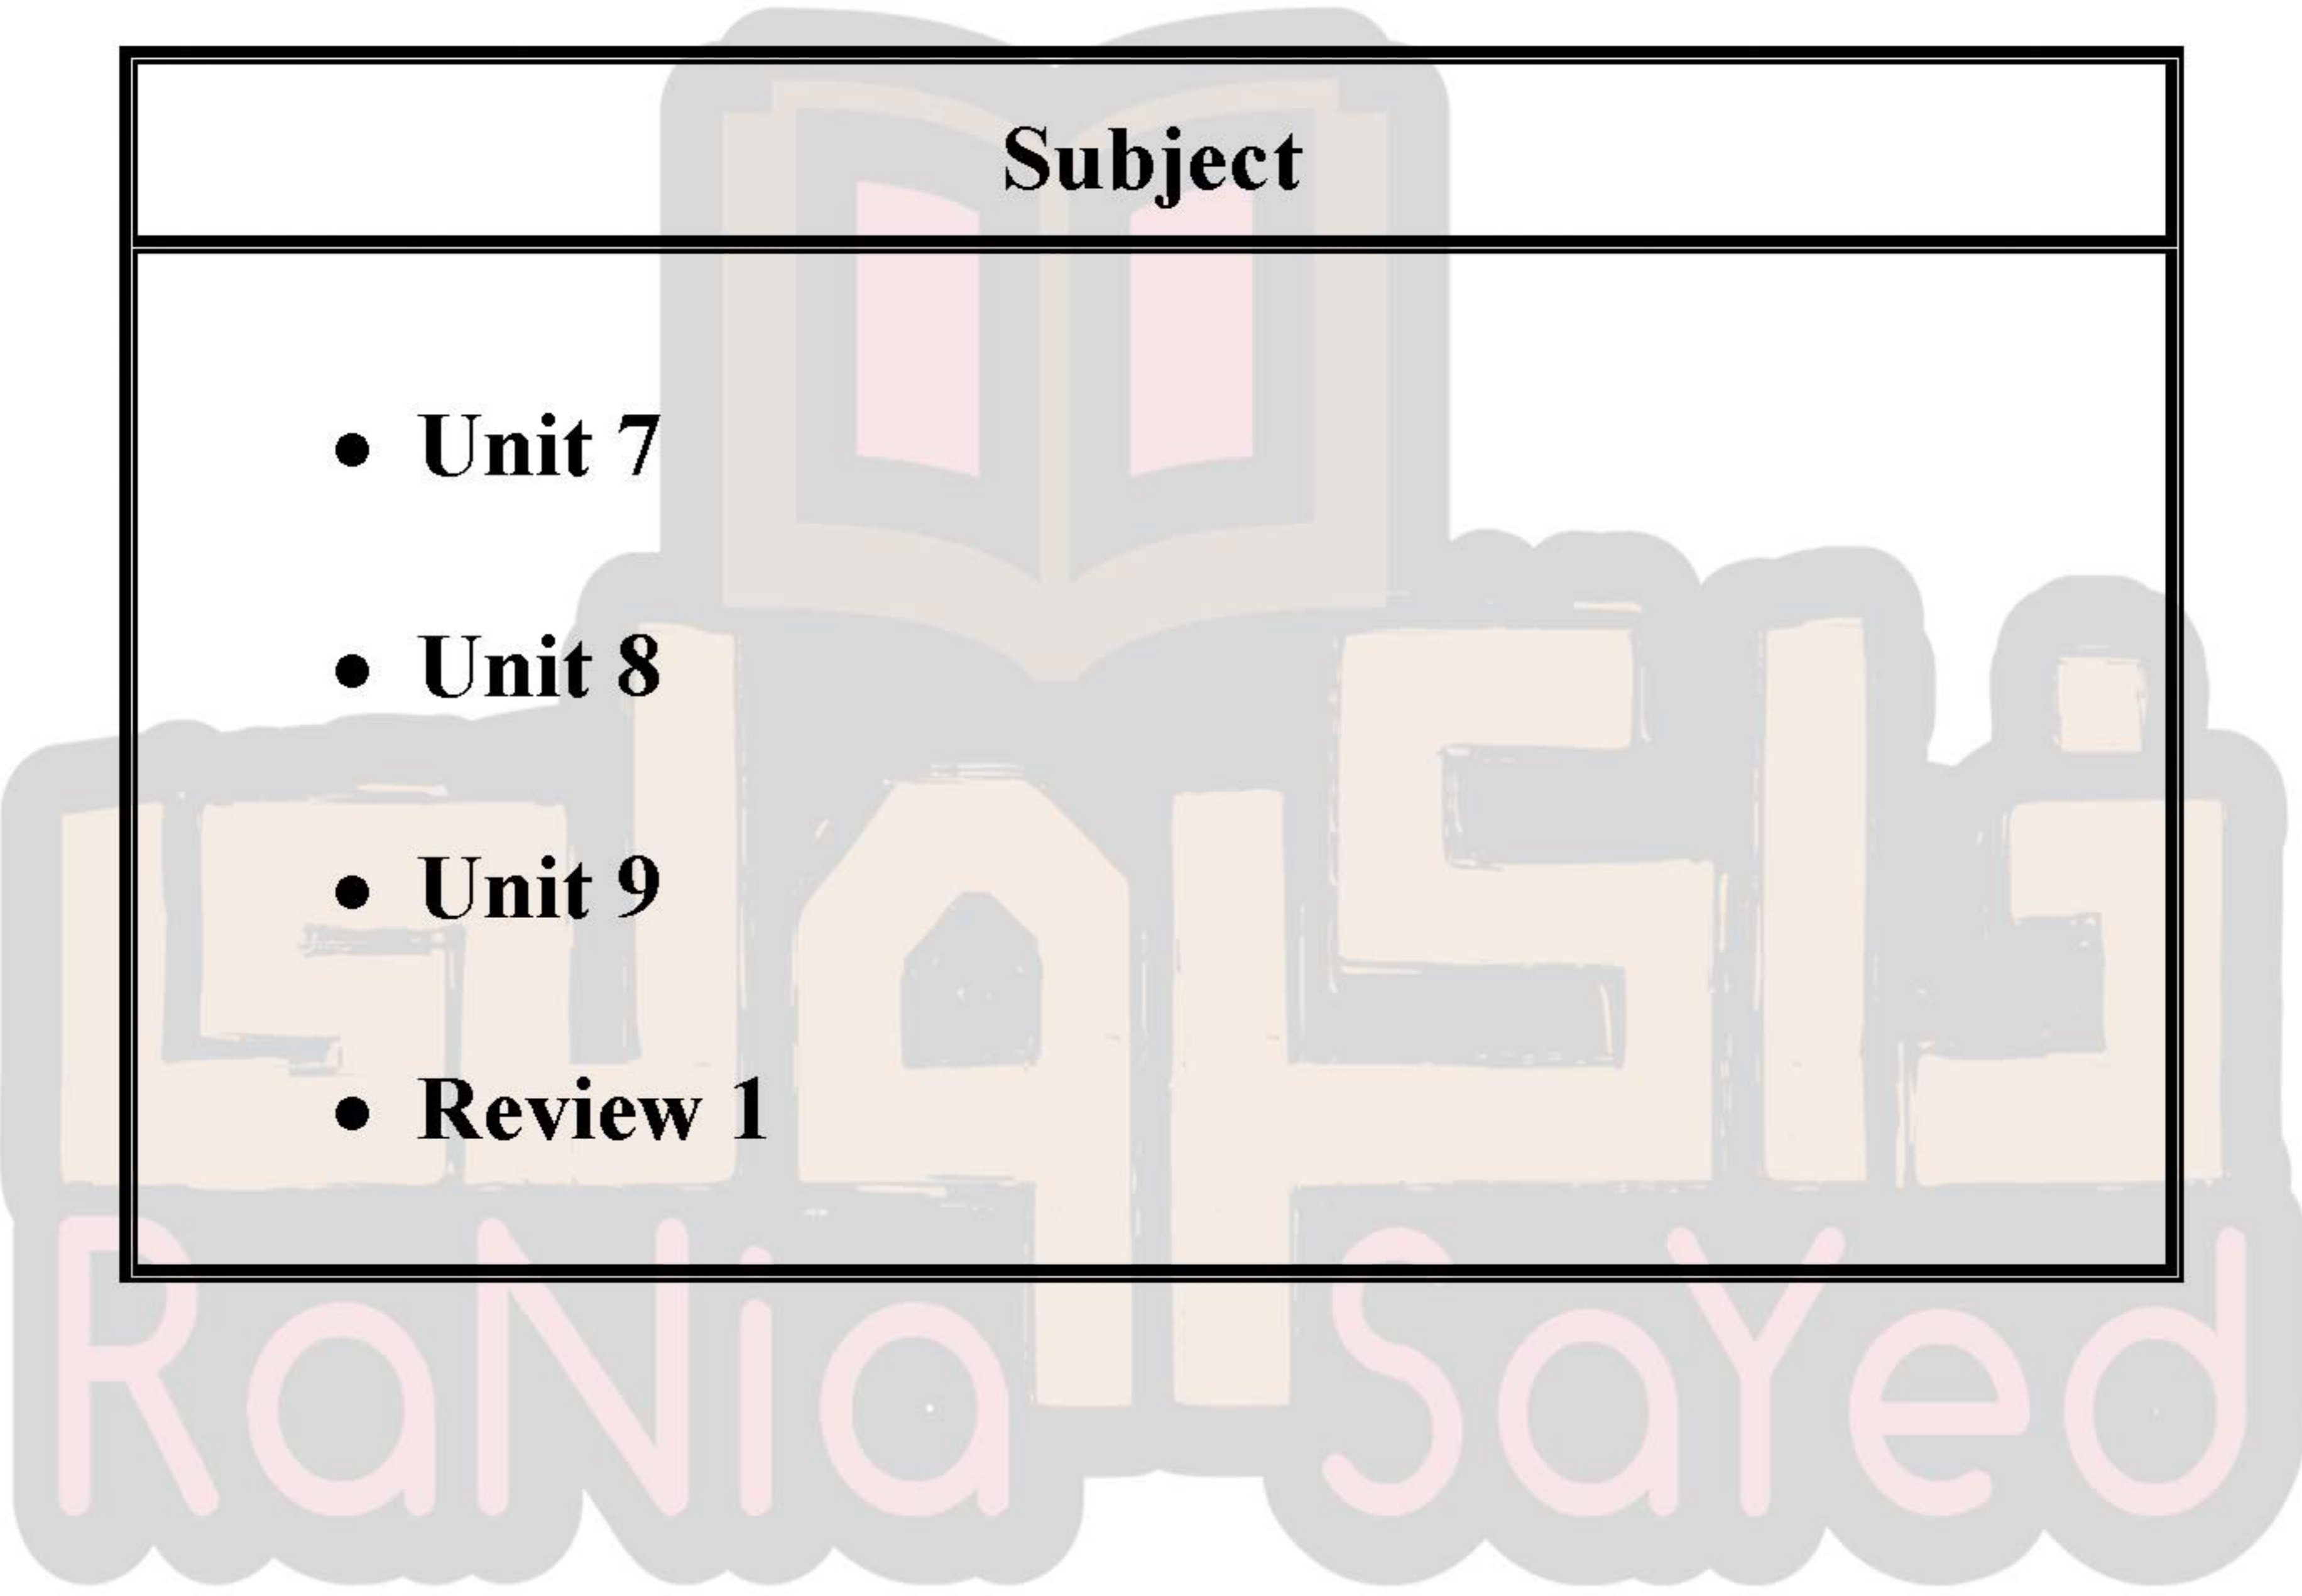 Subject
• Unit 7
• Unit 8
• Unit 9
• Review 1
RaNia SaYed